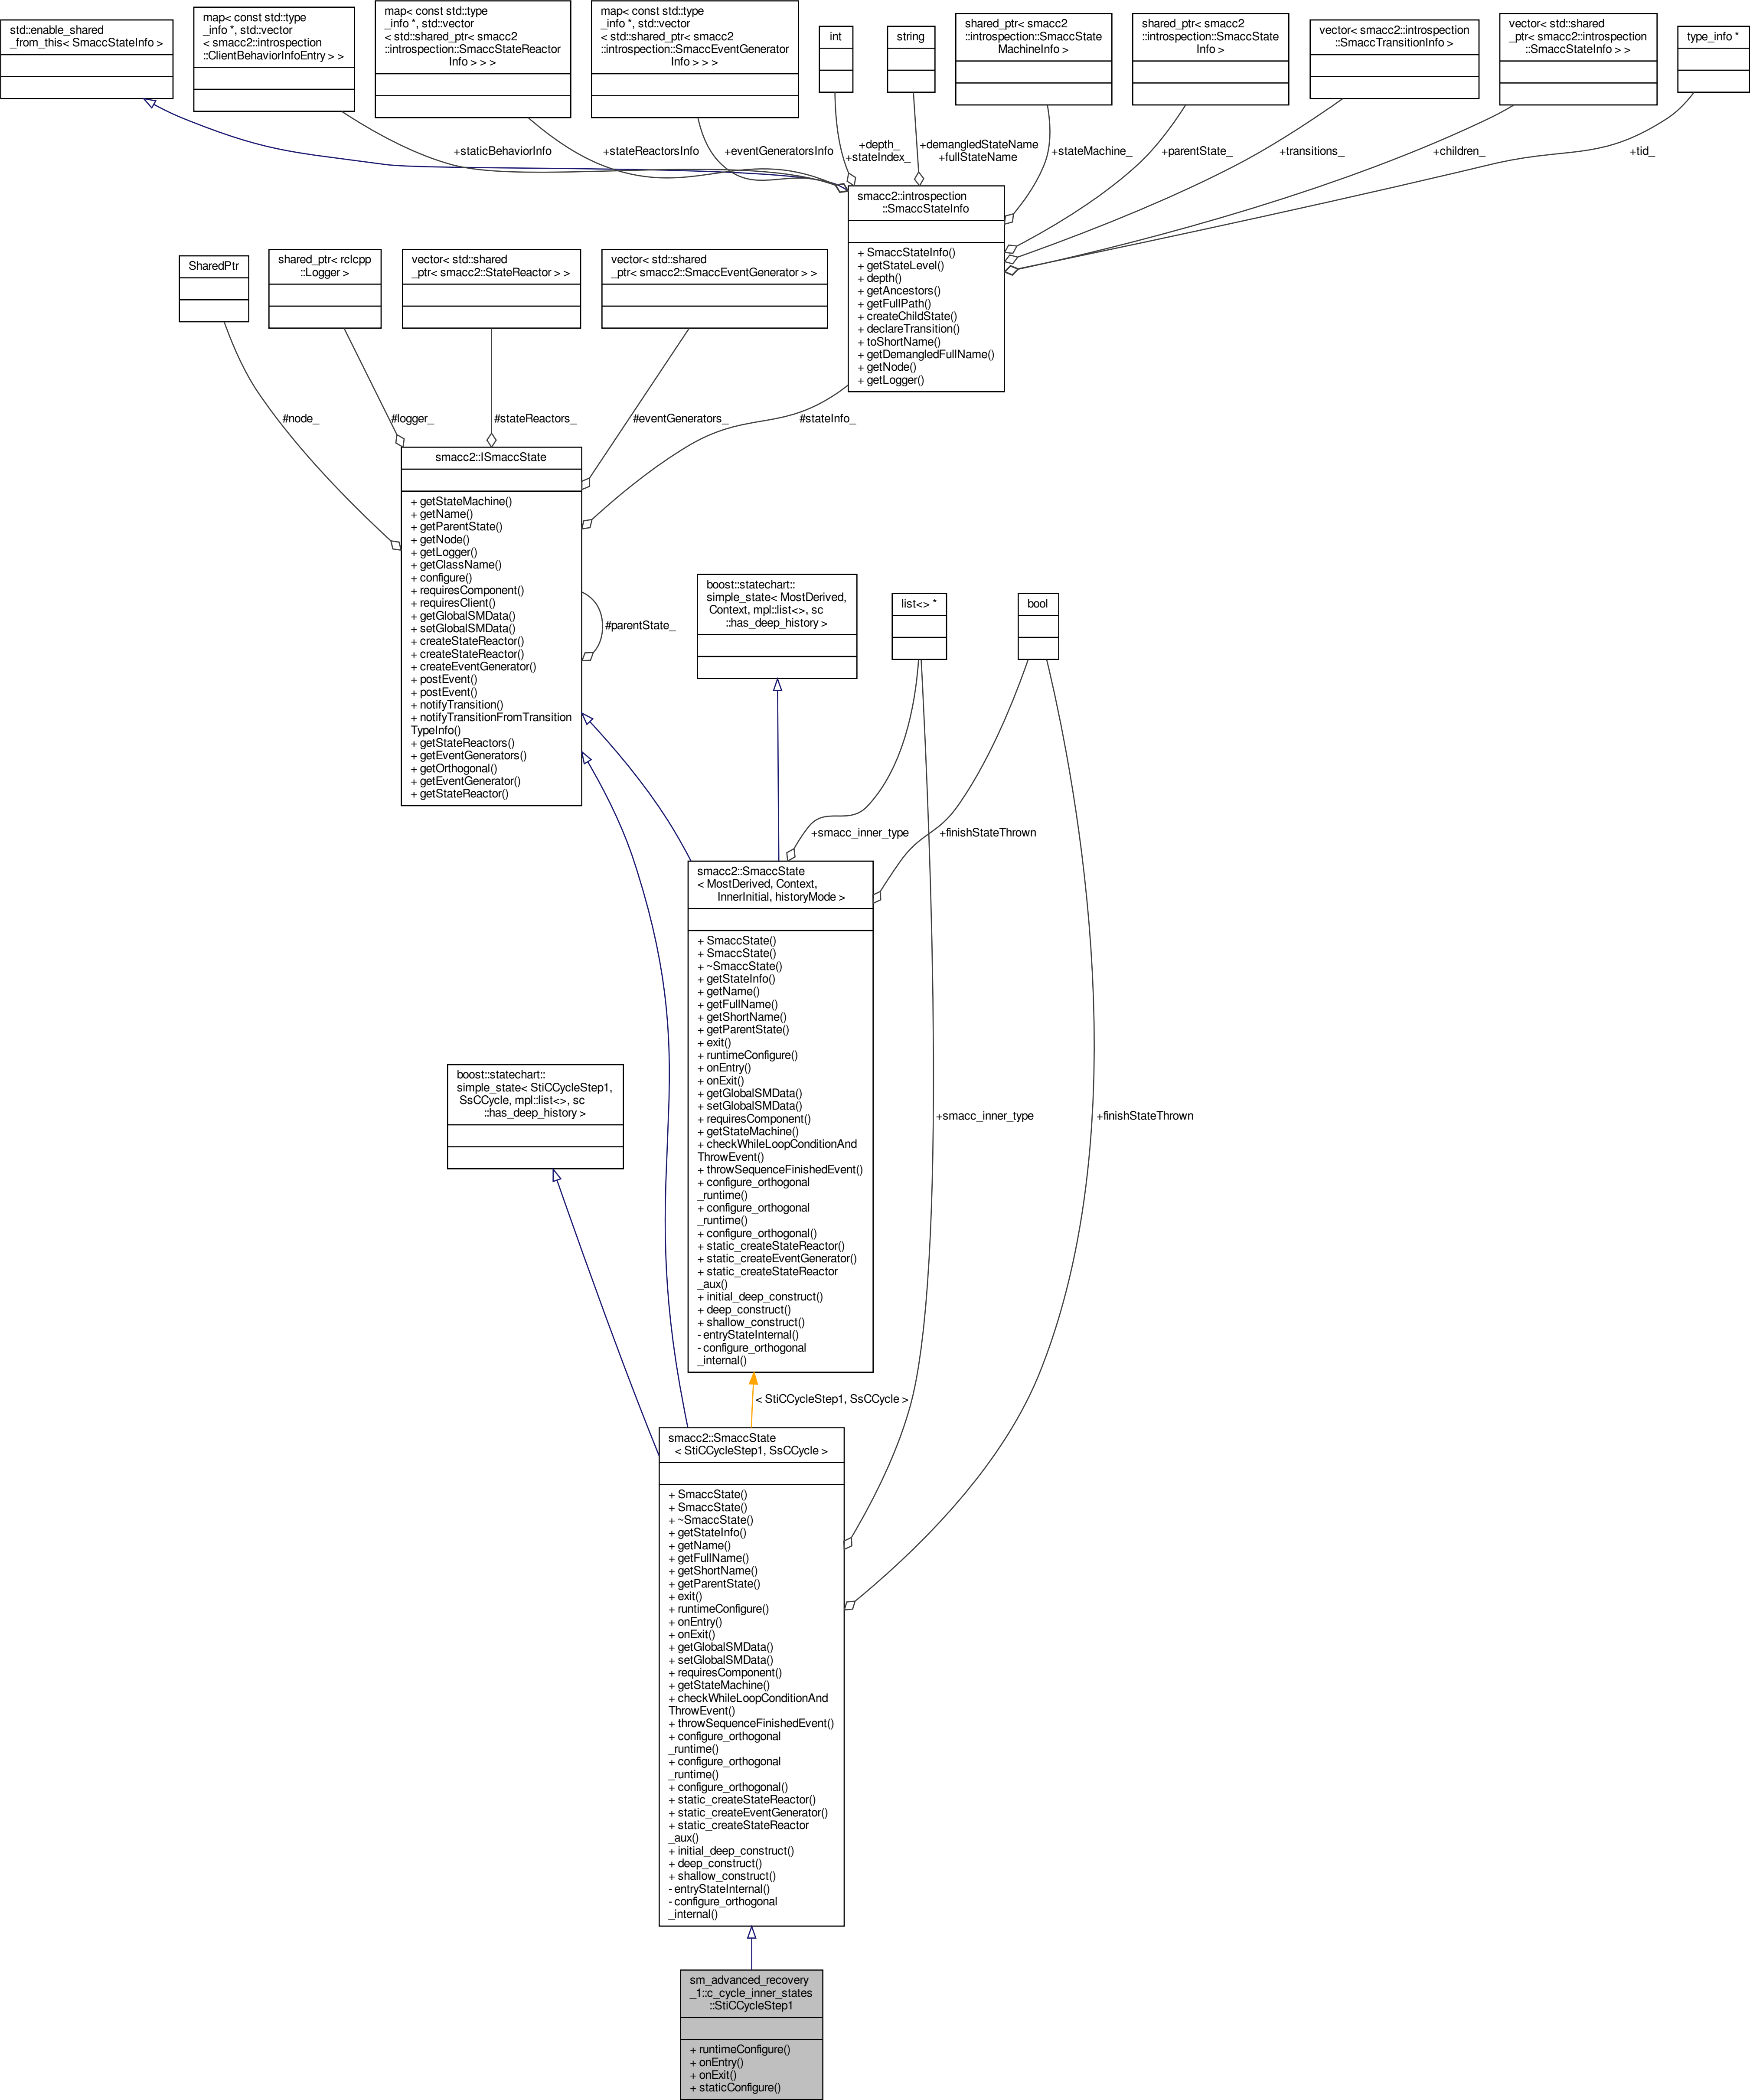 std::enable_shared
_from_this< SmaccStateInfo >
map< const std::type
_info *, std::vector
< smacc2::introspection
::ClientBehaviorInfoEntry > >
map< const std::type
_info *, std::vector
< std::shared_ptr< smacc2
::introspection::SmaccStateReactor
Info > > >
map< const std::type
_info *, std::vector
< std::shared_ptr< smacc2
::introspection::SmaccEventGenerator
Info > > >
int
string
shared_ptr< smacc2
::introspection::SmaccState
MachineInfo >
shared_ptr< smacc2
::introspection::SmaccState
Info >
vector< smacc2::introspection
::SmaccTransitionInfo >
vector< std::shared
_ptr< smacc2::introspection
::SmaccStateInfo > >
type_info *
+staticBehaviorInfo
+stateReactorsInfo
+eventGeneratorsInfo
+depth_
+stateIndex_
+demangledStateName
+fullStateName
+stateMachine_
+parentState_
+transitions_
+children_
+tid_
smacc2::introspection
::SmaccStateInfo
+ SmaccStateInfo()
+ getStateLevel()
+ depth()
+ getAncestors()
+ getFullPath()
+ createChildState()
+ declareTransition()
+ toShortName()
+ getDemangledFullName()
+ getNode()
+ getLogger()
SharedPtr
shared_ptr< rclcpp
::Logger >
vector< std::shared
_ptr< smacc2::StateReactor > >
vector< std::shared
_ptr< smacc2::SmaccEventGenerator > >
#node_
#logger_
#stateReactors_
#eventGenerators_
#stateInfo_
smacc2::ISmaccState
+ getStateMachine()
+ getName()
+ getParentState()
+ getNode()
+ getLogger()
+ getClassName()
+ configure()
+ requiresComponent()
+ requiresClient()
+ getGlobalSMData()
+ setGlobalSMData()
+ createStateReactor()
+ createStateReactor()
+ createEventGenerator()
+ postEvent()
+ postEvent()
+ notifyTransition()
+ notifyTransitionFromTransition
TypeInfo()
+ getStateReactors()
+ getEventGenerators()
+ getOrthogonal()
+ getEventGenerator()
+ getStateReactor()
#parentState_
boost::statechart::
simple_state< MostDerived,
Context, mpl::list<>, sc
::has_deep_history >
list<> *
bool
+smacc_inner_type
+finishStateThrown
smacc2::SmaccState
< MostDerived, Context,
InnerInitial, historyMode >
+ SmaccState()
+ SmaccState()
+ ~SmaccState()
+ getStateInfo()
+ getName()
+ getFullName()
+ getShortName()
+ getParentState()
+ exit()
+ runtimeConfigure()
+ onEntry()
+ onExit()
+ getGlobalSMData()
+ setGlobalSMData()
+ requiresComponent()
+ getStateMachine()
+ checkWhileLoopConditionAnd
ThrowEvent()
+ throwSequenceFinishedEvent()
+ configure_orthogonal
_runtime()
+ configure_orthogonal
_runtime()
+ configure_orthogonal()
+ static_createStateReactor()
+ static_createEventGenerator()
+ static_createStateReactor
_aux()
+ initial_deep_construct()
+ deep_construct()
+ shallow_construct()
- entryStateInternal()
- configure_orthogonal
_internal()
boost::statechart::
simple_state< StiCCycleStep1,
SsCCycle, mpl::list<>, sc
::has_deep_history >
+smacc_inner_type
+finishStateThrown
< StiCCycleStep1, SsCCycle >
smacc2::SmaccState
< StiCCycleStep1, SsCCycle >
+ SmaccState()
+ SmaccState()
+ ~SmaccState()
+ getStateInfo()
+ getName()
+ getFullName()
+ getShortName()
+ getParentState()
+ exit()
+ runtimeConfigure()
+ onEntry()
+ onExit()
+ getGlobalSMData()
+ setGlobalSMData()
+ requiresComponent()
+ getStateMachine()
+ checkWhileLoopConditionAnd
ThrowEvent()
+ throwSequenceFinishedEvent()
+ configure_orthogonal
_runtime()
+ configure_orthogonal
_runtime()
+ configure_orthogonal()
+ static_createStateReactor()
+ static_createEventGenerator()
+ static_createStateReactor
_aux()
+ initial_deep_construct()
+ deep_construct()
+ shallow_construct()
- entryStateInternal()
- configure_orthogonal
_internal()
sm_advanced_recovery
_1::c_cycle_inner_states
::StiCCycleStep1
+ runtimeConfigure()
+ onEntry()
+ onExit()
+ staticConfigure()